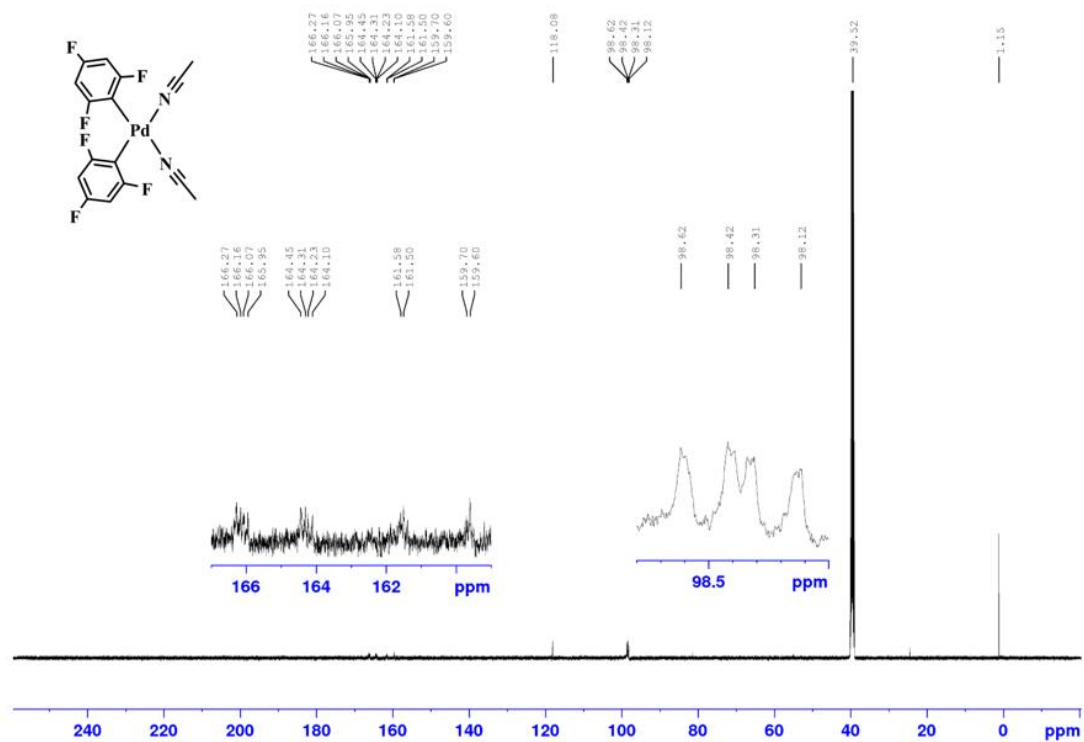 166.27
166.16
166.07
165.95
164.45
164.31
164.23
164.10
161.58
161.50
159.70
159.60
118.08
98.62
98.42
98.31
98.12
39.52
1.15
F
F
N
F
Pd
F
N
F
F
166.27
166.16
166.07
165.95
164.45
164.31
164.23
164.10
161.58
161.50
159.70
159.60
98.62
98.42
98.31
98.12
166 164 162 ppm
98.5 ppm
240 220 200 180 160 140 120 100 80 60 40 20 0 ppm